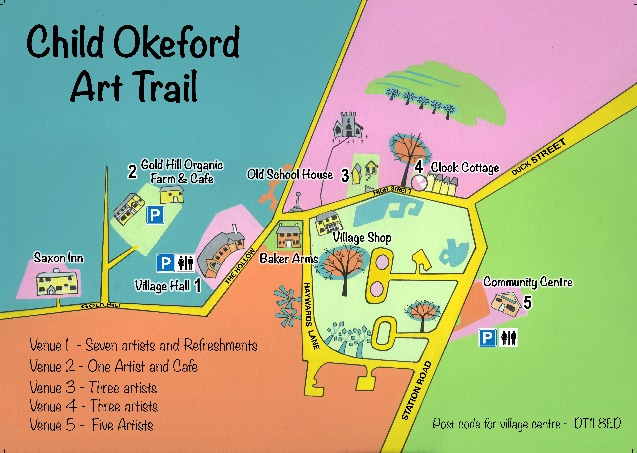 Child Okeford
Art Trail
2 Gold Hill Organic
Farm & Cafe
P
Old School House 3
4 Clock Cottage
DUCK STREET
HIGH STREET
Saxon Inn
P
Village Hall 1
THE HOLLOW
Baker Arms
Village Shop
GOLD HILL
HAYWARDS LANE
STATION ROAD
Community Centre
5
P
Venue 1 - Seven artists and Refreshments
Venue 2 - One Artist and Cafe
Venue 3 - Three artists
Venue 4 - Three artists
Venue 5 - Five Artists
Post code for village centre - DT11 8ED